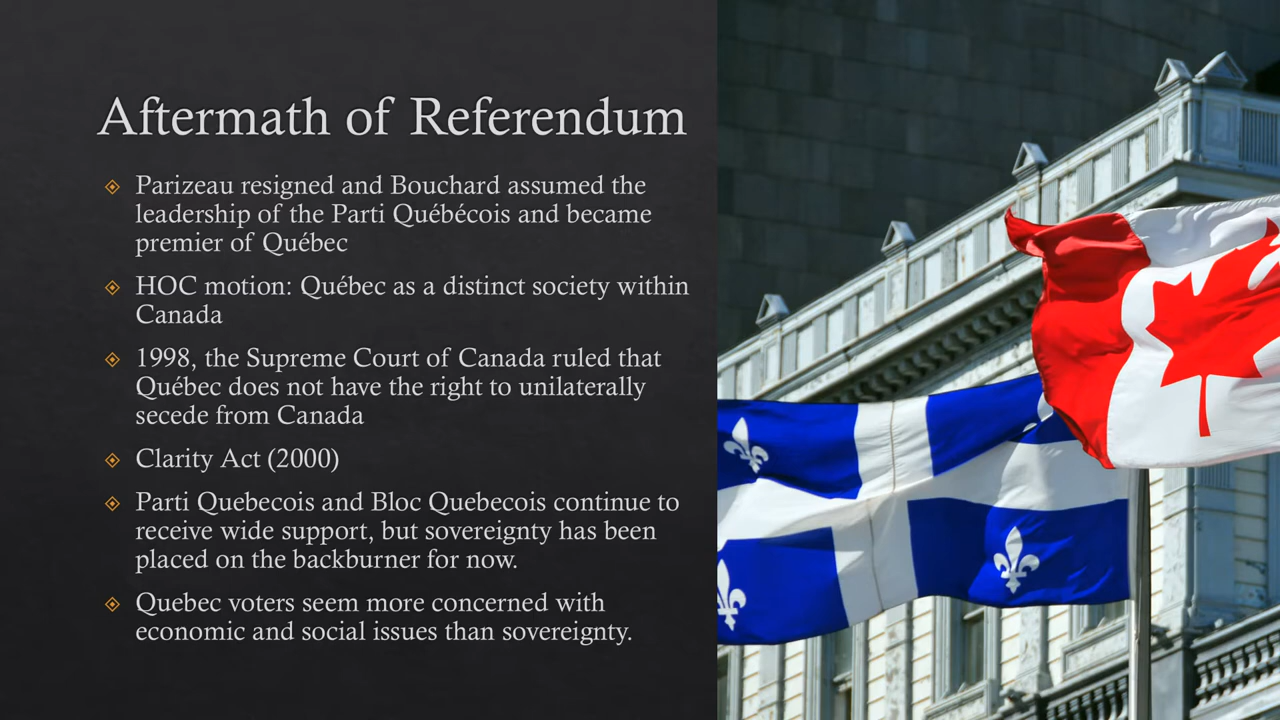 Aftermath of Referendum
Parizeau resigned and Bouchard assumed the
leadership of the Parti Québécois and became
premier of Québec
HOC motion: Québec as a distinct society within
Canada
1998, the Supreme Court of Canada ruled that
Québec does not have the right to unilaterally
secede from Canada
Clarity Act (2000)
Parti Quebecois and Bloc Quebecois continue to
receive wide support, but sovereignty has been
placed on the backburner for now.
Quebec voters seem more concerned with
economic and social issues than sovereignty.